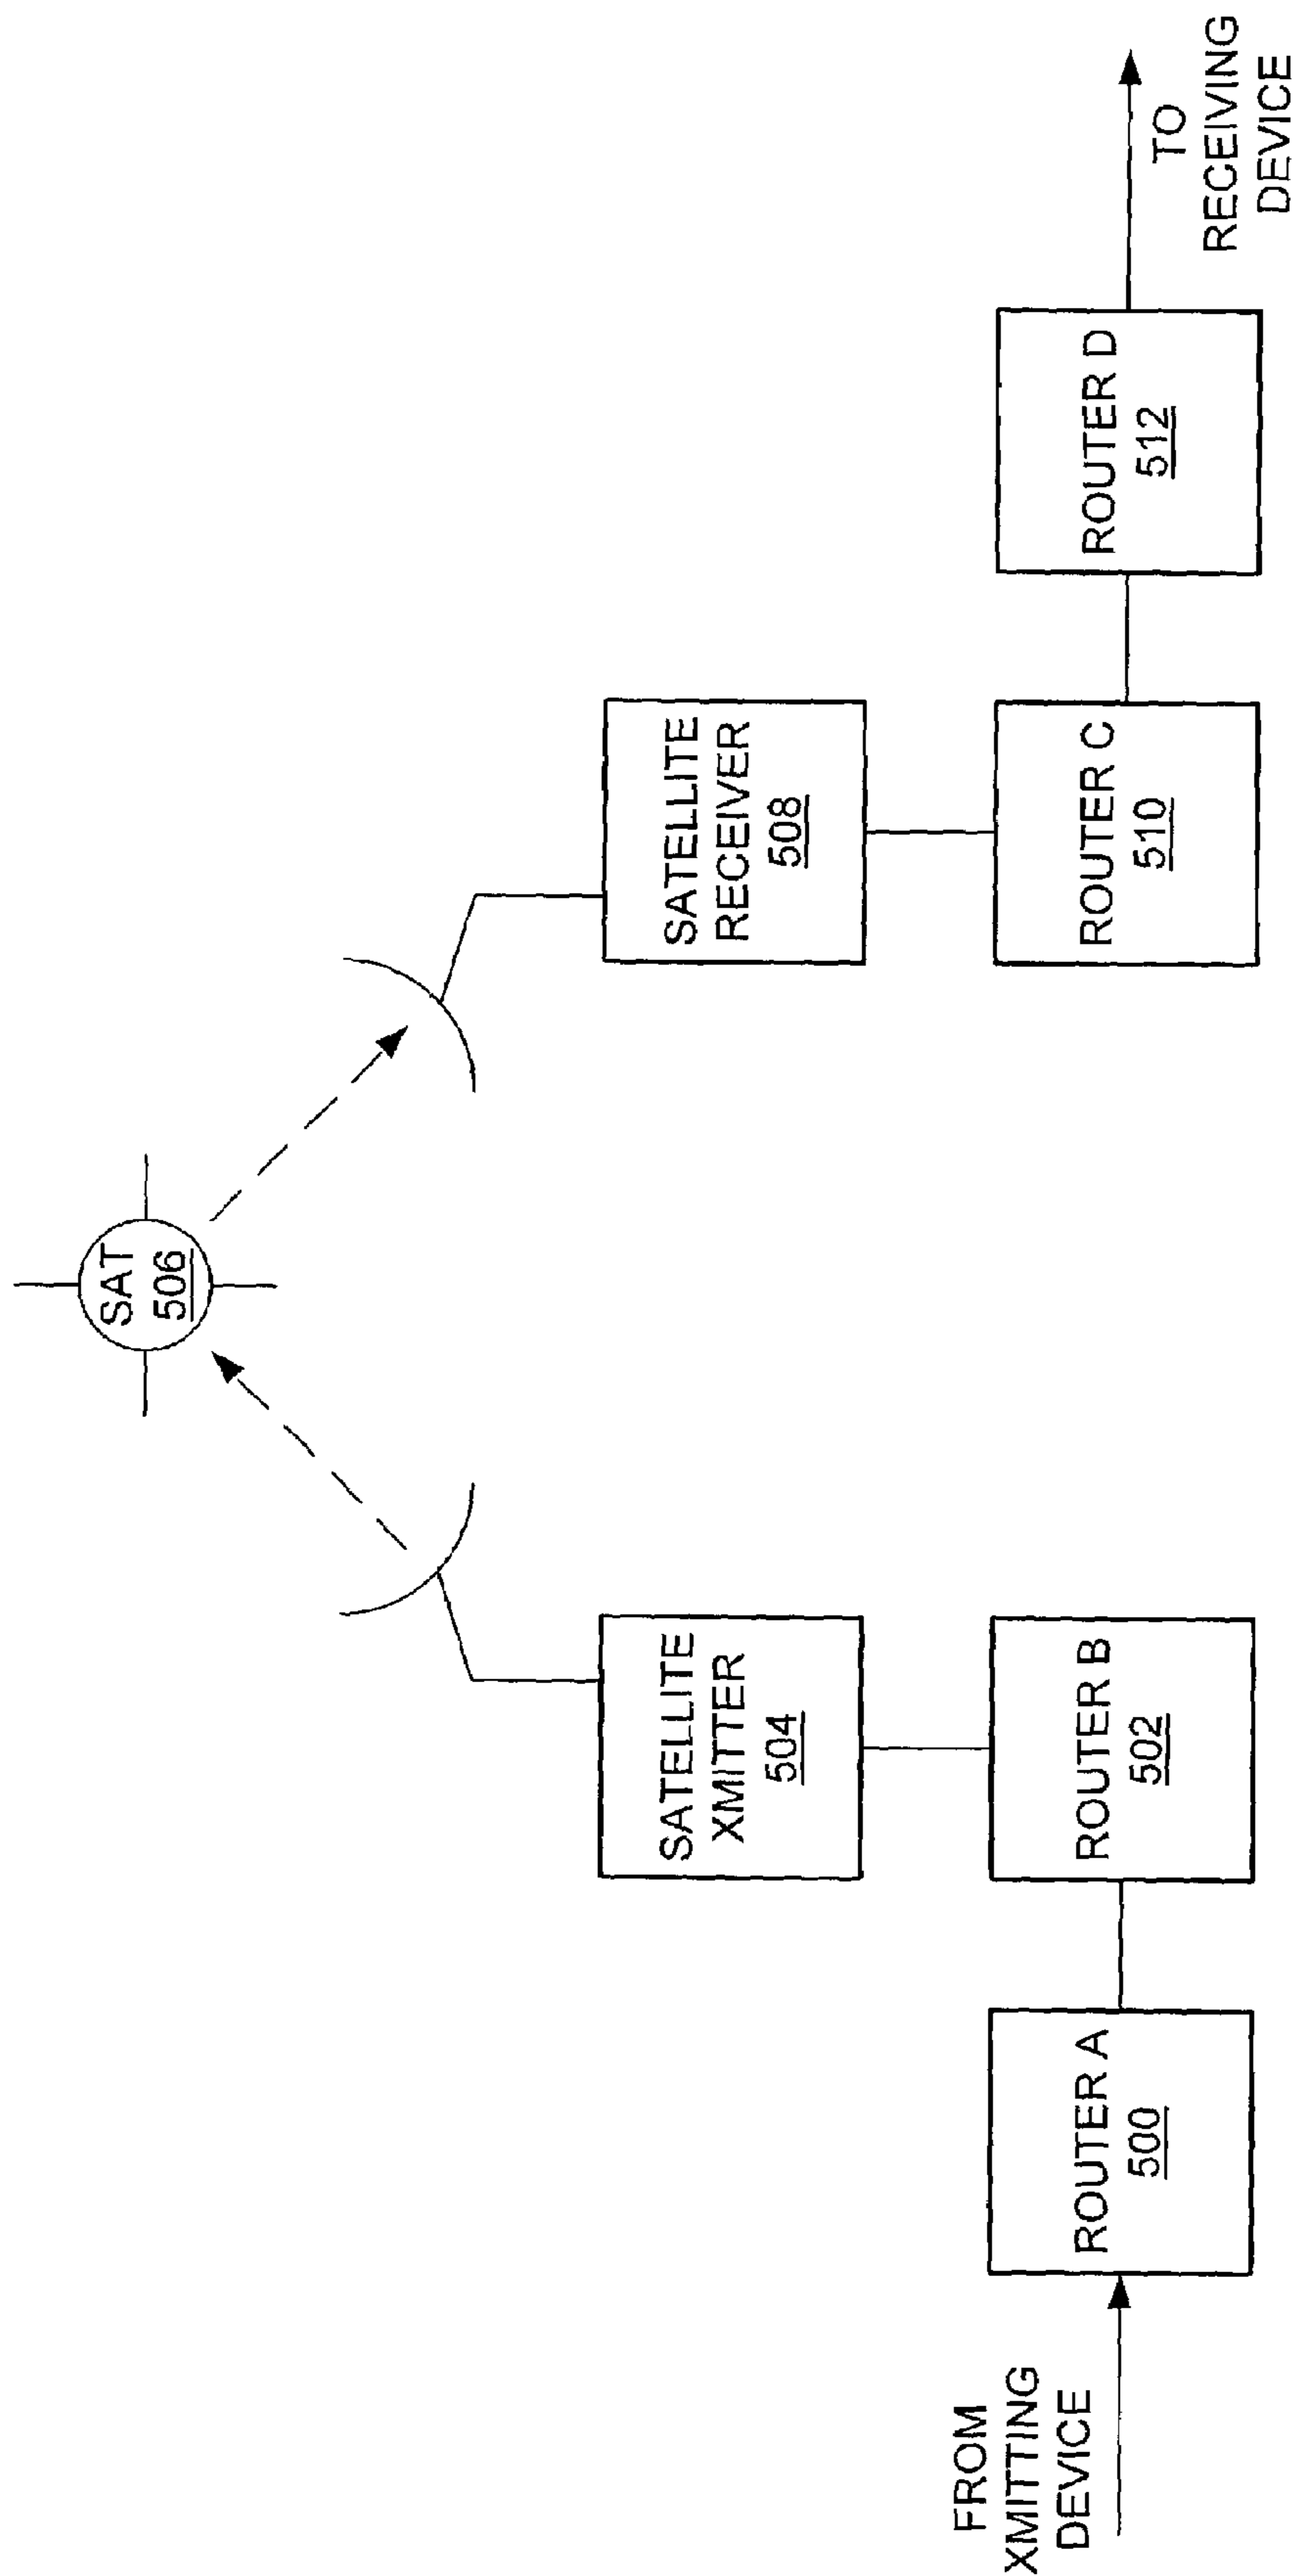 SAT
506
SATELLITE
XMITTER
504
SATELLITE
RECEIVER
508
FROM
XMITTING
DEVICE
ROUTER A
500
ROUTER B
502
ROUTER C
510
ROUTER D
512
TO
RECEIVING
DEVICE